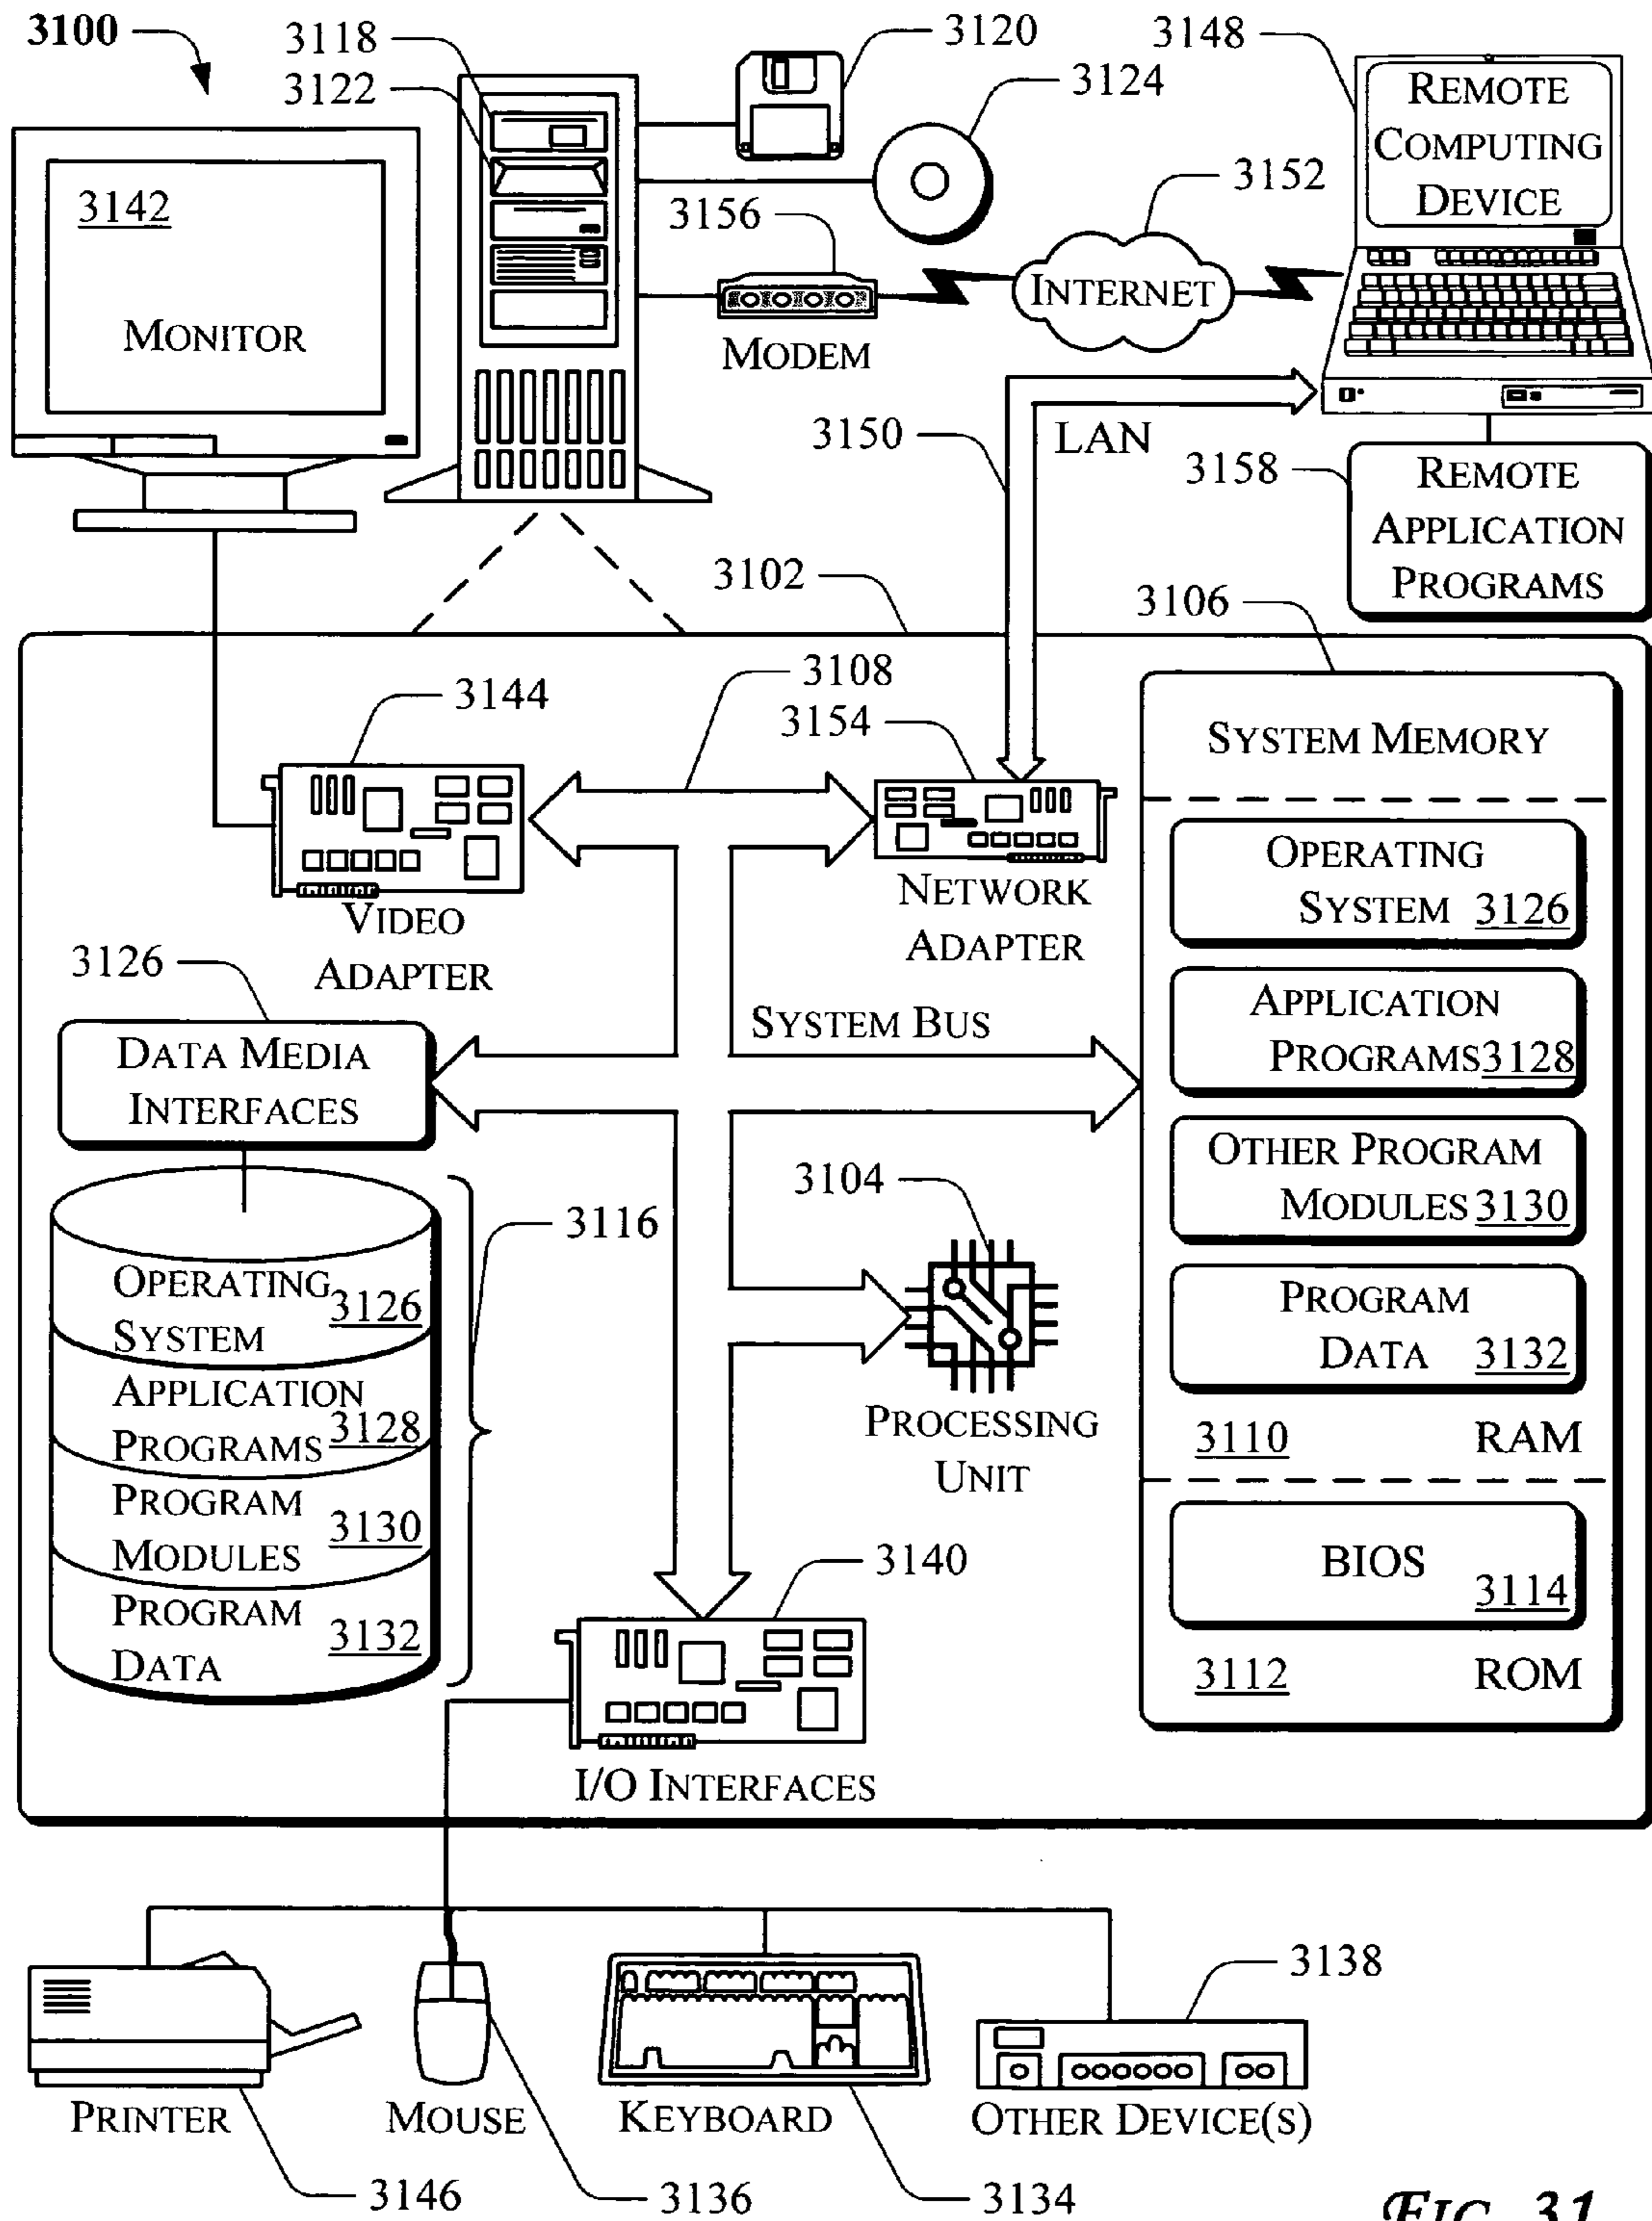 3100
3118
3122
3120
3124
3148
REMOTE
COMPUTING
DEVICE
3142
MONITOR
3156
MODEM
3152
INTERNET
3150
LAN
3158
REMOTE
APPLICATION
PROGRAMS
3102
3106
3108
3144
3154
VIDEO
ADAPTER
NETWORK
ADAPTER
SYSTEM MEMORY
OPERATING
SYSTEM 3126
APPLICATION
PROGRAMS 3128
OTHER PROGRAM
MODULES 3130
PROGRAM
DATA 3132
3110 RAM
BIOS
3114
3112 ROM
3126
DATA MEDIA
INTERFACES
SYSTEM BUS
3116
OPERATING
SYSTEM 3126
APPLICATION
PROGRAMS 3128
PROGRAM
MODULES 3130
PROGRAM
DATA 3132
3104
PROCESSING
UNIT
3140
I/O INTERFACES
3138
PRINTER
MOUSE
KEYBOARD
OTHER DEVICE(S)
3146
3136
3134
FIG. 31